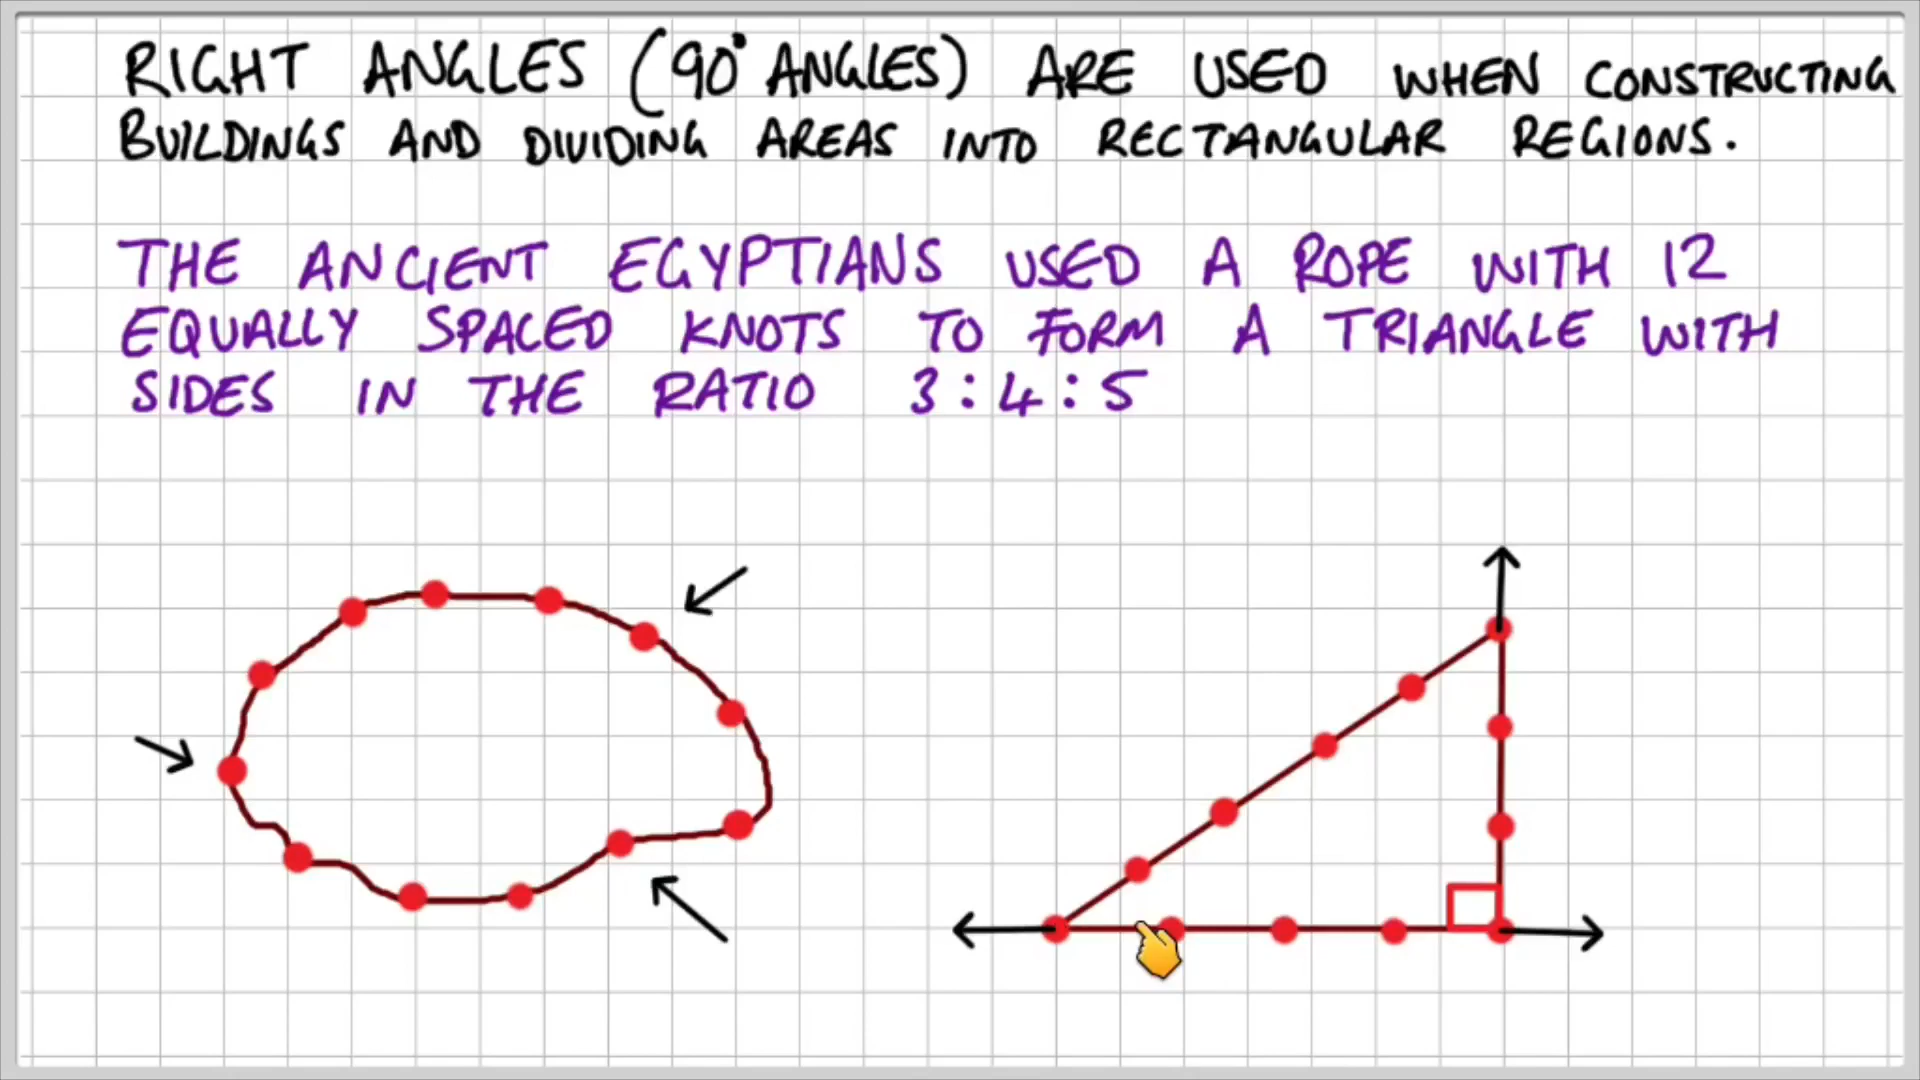 RIGHT ANGLES (90° ANGLES) ARE USED WHEN CONSTRUCTING
BUILDINGS AND DIVIDING AREAS INTO RECTANGULAR REGIONS.
THE ANCIENT EGYPTIANS USED A ROPE WITH 12
EQUALLY SPACED KNOTS TO FORM A TRIANGLE WITH
SIDES IN THE RATIO 3:4:5